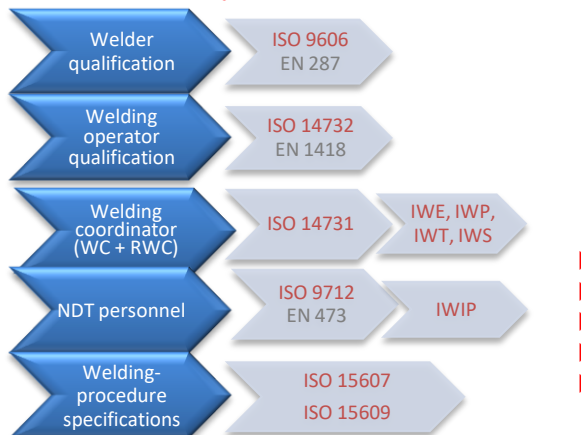 Welder
qualification
ISO 9606
EN 287
Welding
operator
qualification
ISO 14732
EN 1418
Welding
coordinator
(WC + RWC)
ISO 14731
IWE, IWP,
IWT, IWS
NDT personnel
ISO 9712
EN 473
IWIP
Welding-
procedure
specifications
ISO 15607
ISO 15609